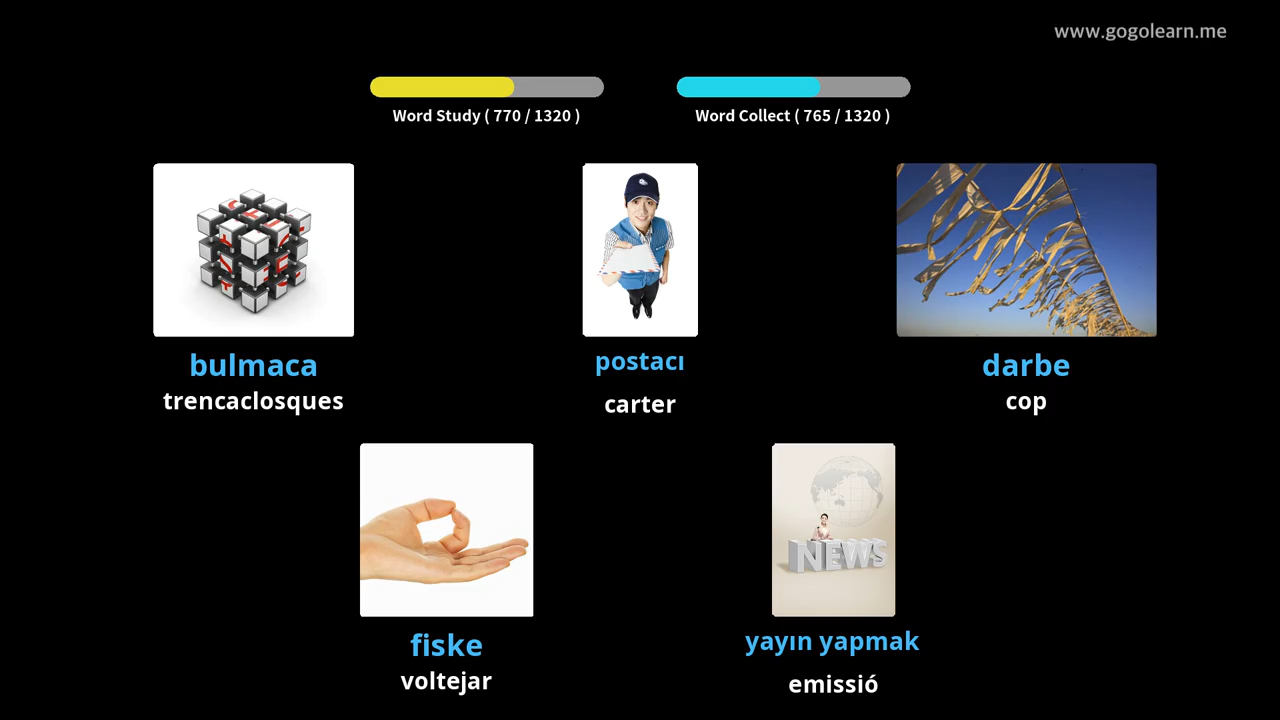 www.gogolearn.me
Word Study ( 770 / 1320 )
Word Collect ( 765 / 1320 )
bulmaca
trencaclosques
postacı
carter
darbe
cop
fiske
voltejar
NEWS
yayın yapmak
emissió